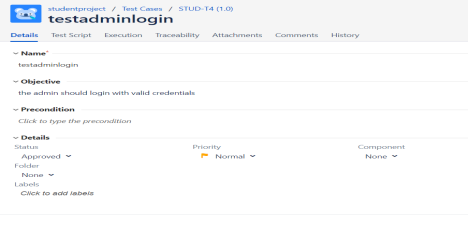 studentproject / Test Cases / STUD-T4 (1.0)
testadminlogin
Details Test Script Execution Traceability Attachments Comments History
Name*
testadminlogin
Objective
the admin should login with valid credentials
Precondition
Click to type the precondition
Details
Status Priority Component
Approved Normal None
Folder
None
Labels
Click to add labels